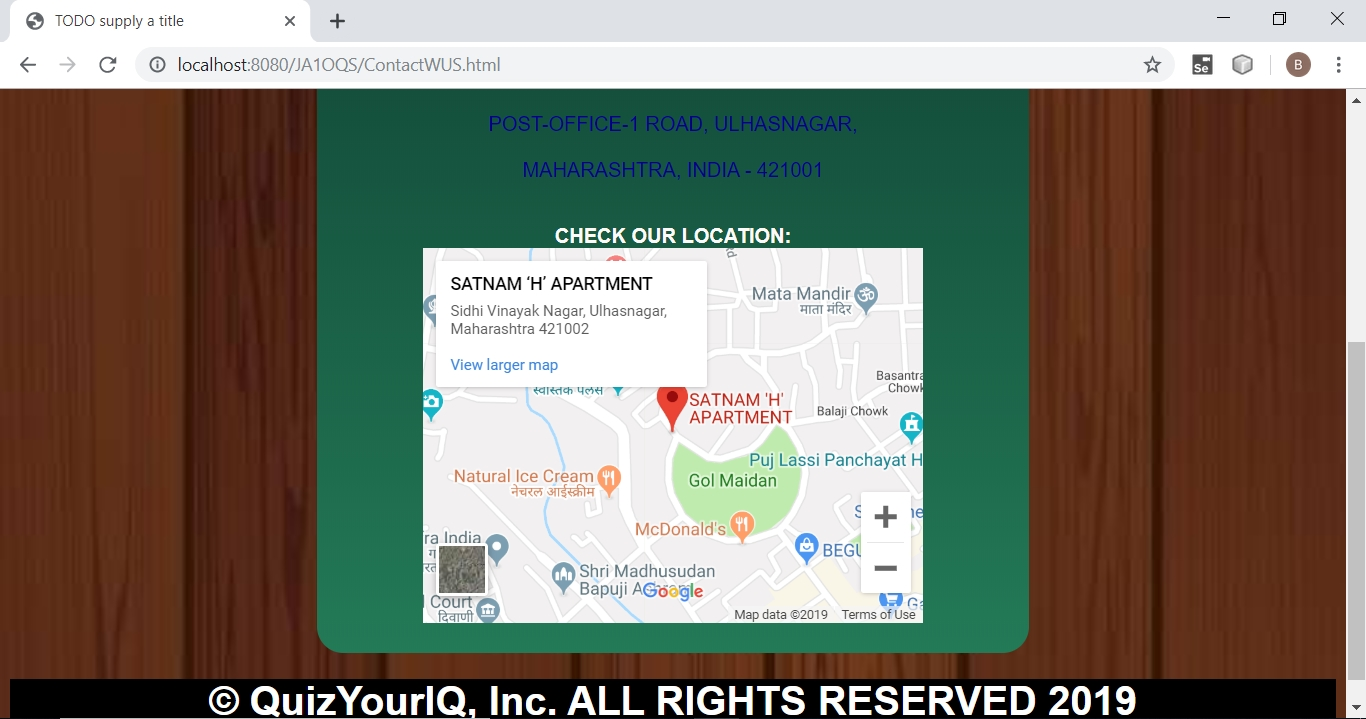 TODO supply a title
localhost:8080/JA1OQS/ContactWUS.html
Se
B
POST-OFFICE-1 ROAD, ULHASNAGAR,
MAHARASHTRA, INDIA - 421001
CHECK OUR LOCATION:
SATNAM ‘H’ APARTMENT
Sidhi Vinayak Nagar, Ulhasnagar,
Maharashtra 421002
View larger map
Mata Mandir
माता मंदिर
Basantra
Chowk
SATNAM 'H'
APARTMENT
Balaji Chowk
Puj Lassi Panchayat H
Natural Ice Cream
नेचरल आईस्क्रीम
Gol Maidan
McDonald's
BEGU
India
Shri Madhusudan
Bapuji
Google
Court
दिवाणी
Map data ©2019
Terms of Use
© QuizYourIQ, Inc. ALL RIGHTS RESERVED 2019